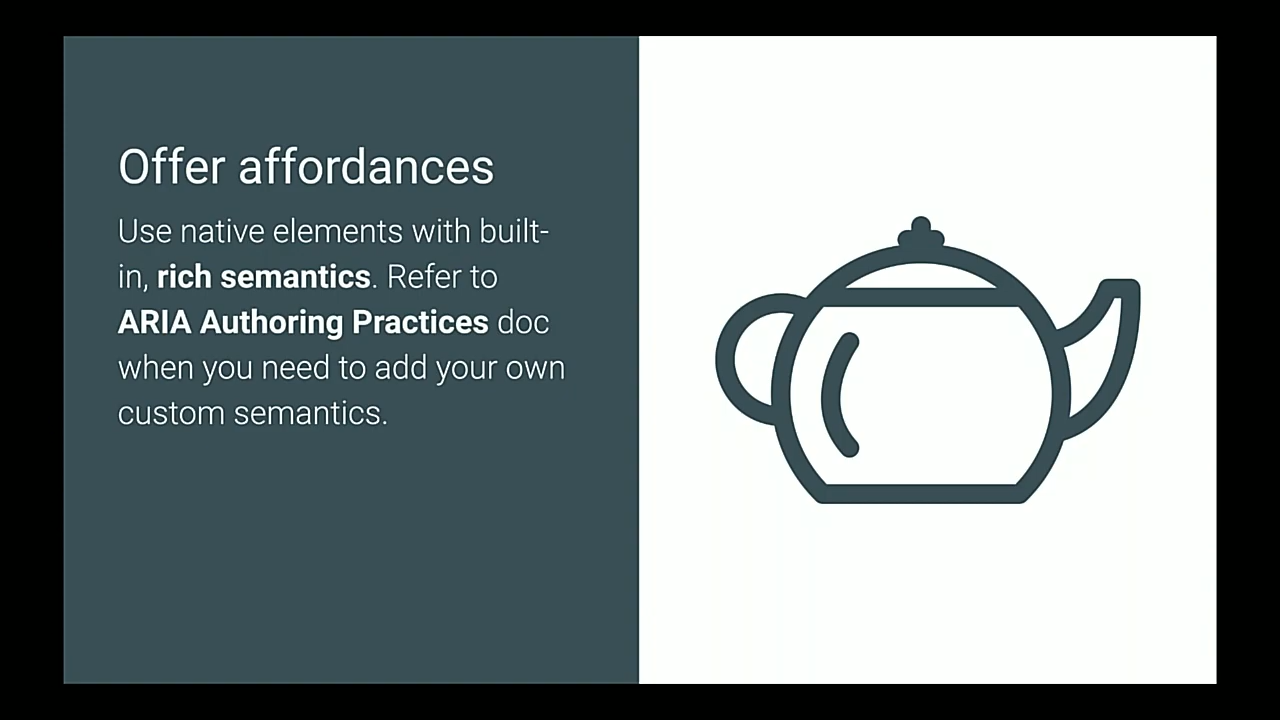 Offer affordances
Use native elements with built-
in, rich semantics. Refer to
ARIA Authoring Practices doc
when you need to add your own
custom semantics.